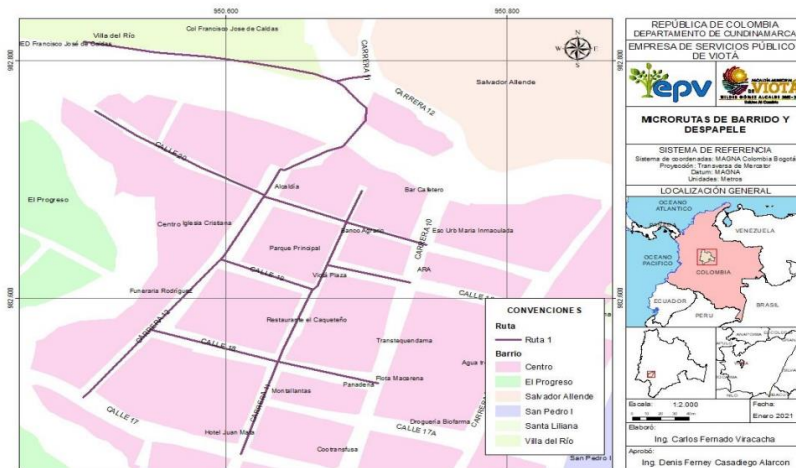 950.600
950.800
982.800
982.800
982.600
982.600
Villa del Río
Col Francisco Jose de Caldas
IED Francisco José de Caldas
CARRERA 11
Salvador Allende
CARRERA 12
CALLE 20
El Progreso
Alcaldía
Bar Cafetero
Centro
Iglesia Cristiana
CARRERA 10
Banco Agrario
Esc Urb Maria Inmaculada
Parque Principal
CALLE 19
Viotá Plaza
ARA
Funararia Rodríguez
CARRERA 13
Restaurante el Caqueteño
CALLE 18
Transtequendama
Plota Macarena
Panadería
Montallantas
CARRERA 11
CALLE 17
Hotel Juan Mata
Droguería Biofarma
CALLE 17A
Cootransfusa
San Pedro I
N
W
E
S
CONVENCIONES
Ruta
Ruta 1
Barrio
Centro
El Progreso
Salvador Allende
San Pedro I
Santa Liliana
Villa del Río
REPÚBLICA DE COLOMBIA
DEPARTAMENTO DE CUNDINAMARCA
EMPRESA DE SERVICIOS PÚBLICO
DE VIOTÁ
epv
VIOTÁ
MICRORUTAS DE BARRIDO Y
DESPAPELE
SISTEMA DE REFERENCIA
Sistema de coordenadas: MAGNA Colombia Bogotá
Proyección: Transversa de Mercator
Datum: MAGNA
Unidades: Metros
LOCALIZACIÓN GENERAL
OCEANO
ATLANTICO
VENEZUELA
OCEANO
PACIFICO
COLOMBIA
ECUADOR
PERU
BRASIL
Escala:
1:2.000
Fecha:
Enero 2021
Elaboró:
Ing. Carlos Fernado Viracacha
Aprobó:
Ing. Denis Ferney Casadiego Alarcon